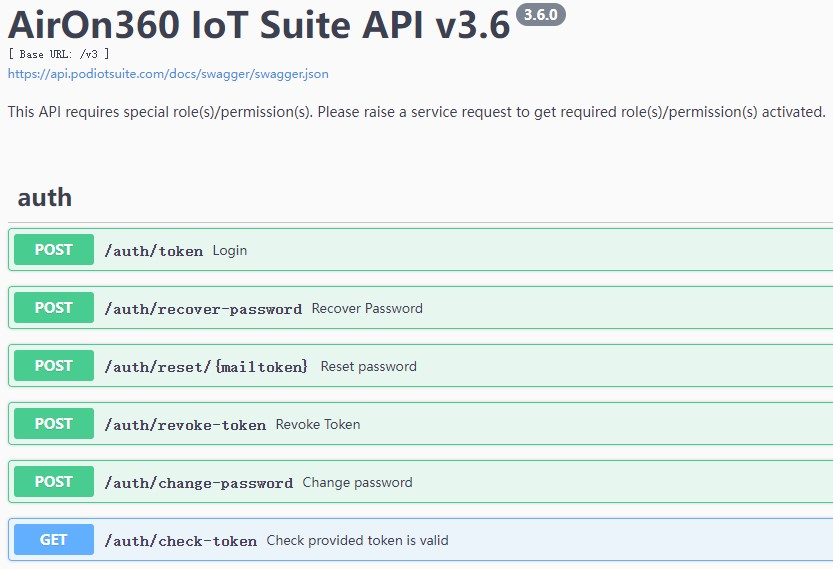 AirOn360 IoT Suite API v3.6 3.6.0
[ Base URL: /v3 ]
https://api.podiotsuite.com/docs/swagger/swagger.json
This API requires special role(s)/permission(s). Please raise a service request to get required role(s)/permission(s) activated.
auth
POST /auth/token Login
POST /auth/recover-password Recover Password
POST /auth/reset/{mailtoken} Reset password
POST /auth/revoke-token Revoke Token
POST /auth/change-password Change password
GET /auth/check-token Check provided token is valid